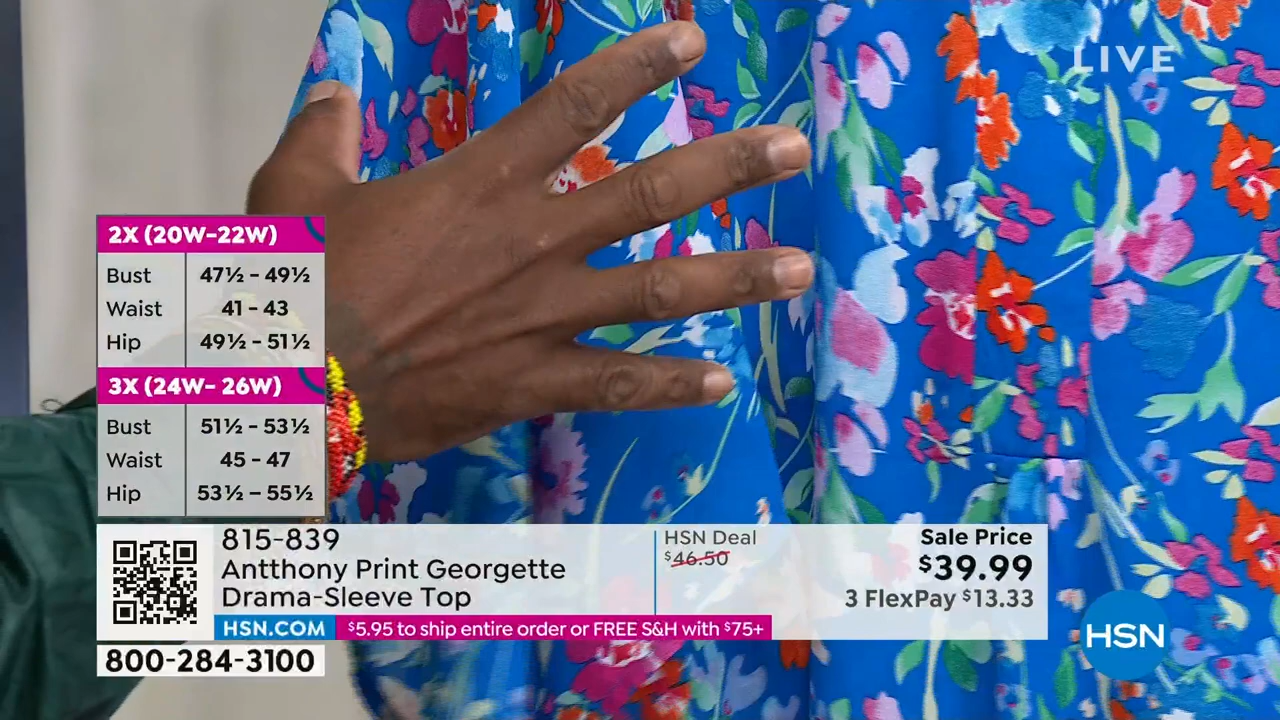 LIVE
2X (20W–22W)
Bust 47½ – 49½
Waist 41 – 43
Hip 49½ – 51½
3X (24W– 26W)
Bust 51½ – 53½
Waist 45 – 47
Hip 53½ – 55½
815-839
Antthony Print Georgette
Drama-Sleeve Top
HSN Deal
$46.50
Sale Price
$39.99
3 FlexPay $13.33
HSN.COM $5.95 to ship entire order or FREE S&H with $75+
800-284-3100
HSN